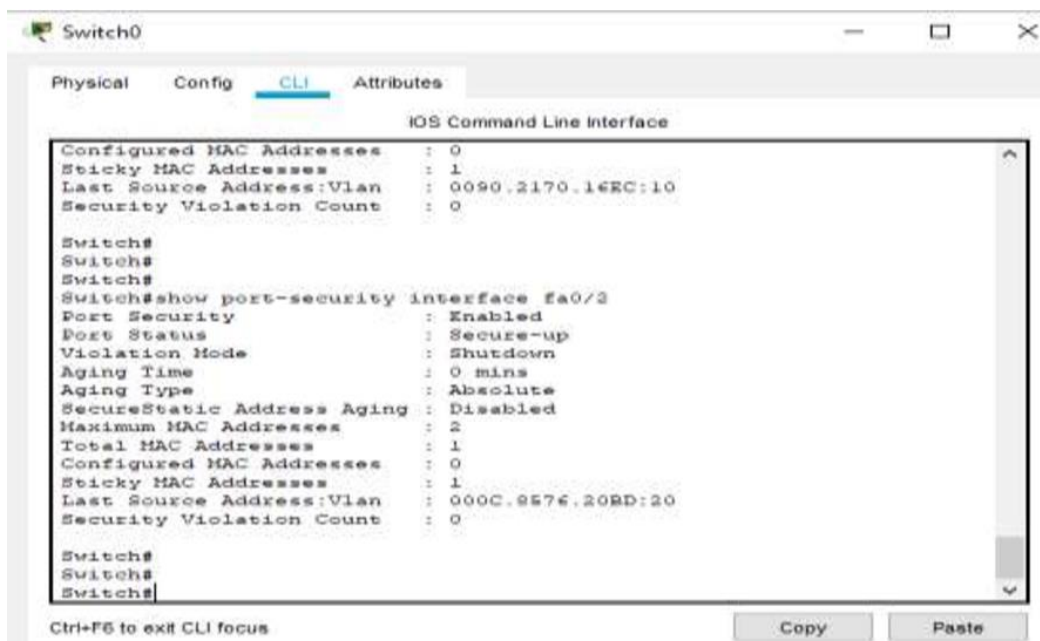 Switch0
Physical Config CLI Attributes
IOS Command Line Interface
Configured MAC Addresses : 0
Sticky MAC Addresses : 1
Last Source Address:Vlan : 0090.2170.16EC:10
Security Violation Count : 0
Switch#
Switch#
Switch#
Switch#show port-security interface fa0/2
Port Security : Enabled
Port Status : Secure-up
Violation Mode : Shutdown
Aging Time : 0 mins
Aging Type : Absolute
SecureStatic Address Aging : Disabled
Maximum MAC Addresses : 2
Total MAC Addresses : 1
Configured MAC Addresses : 0
Sticky MAC Addresses : 1
Last Source Address:Vlan : 000C.8576.20BD:20
Security Violation Count : 0
Switch#
Switch#
Switch#
Ctrl+F6 to exit CLI focus
Copy Paste